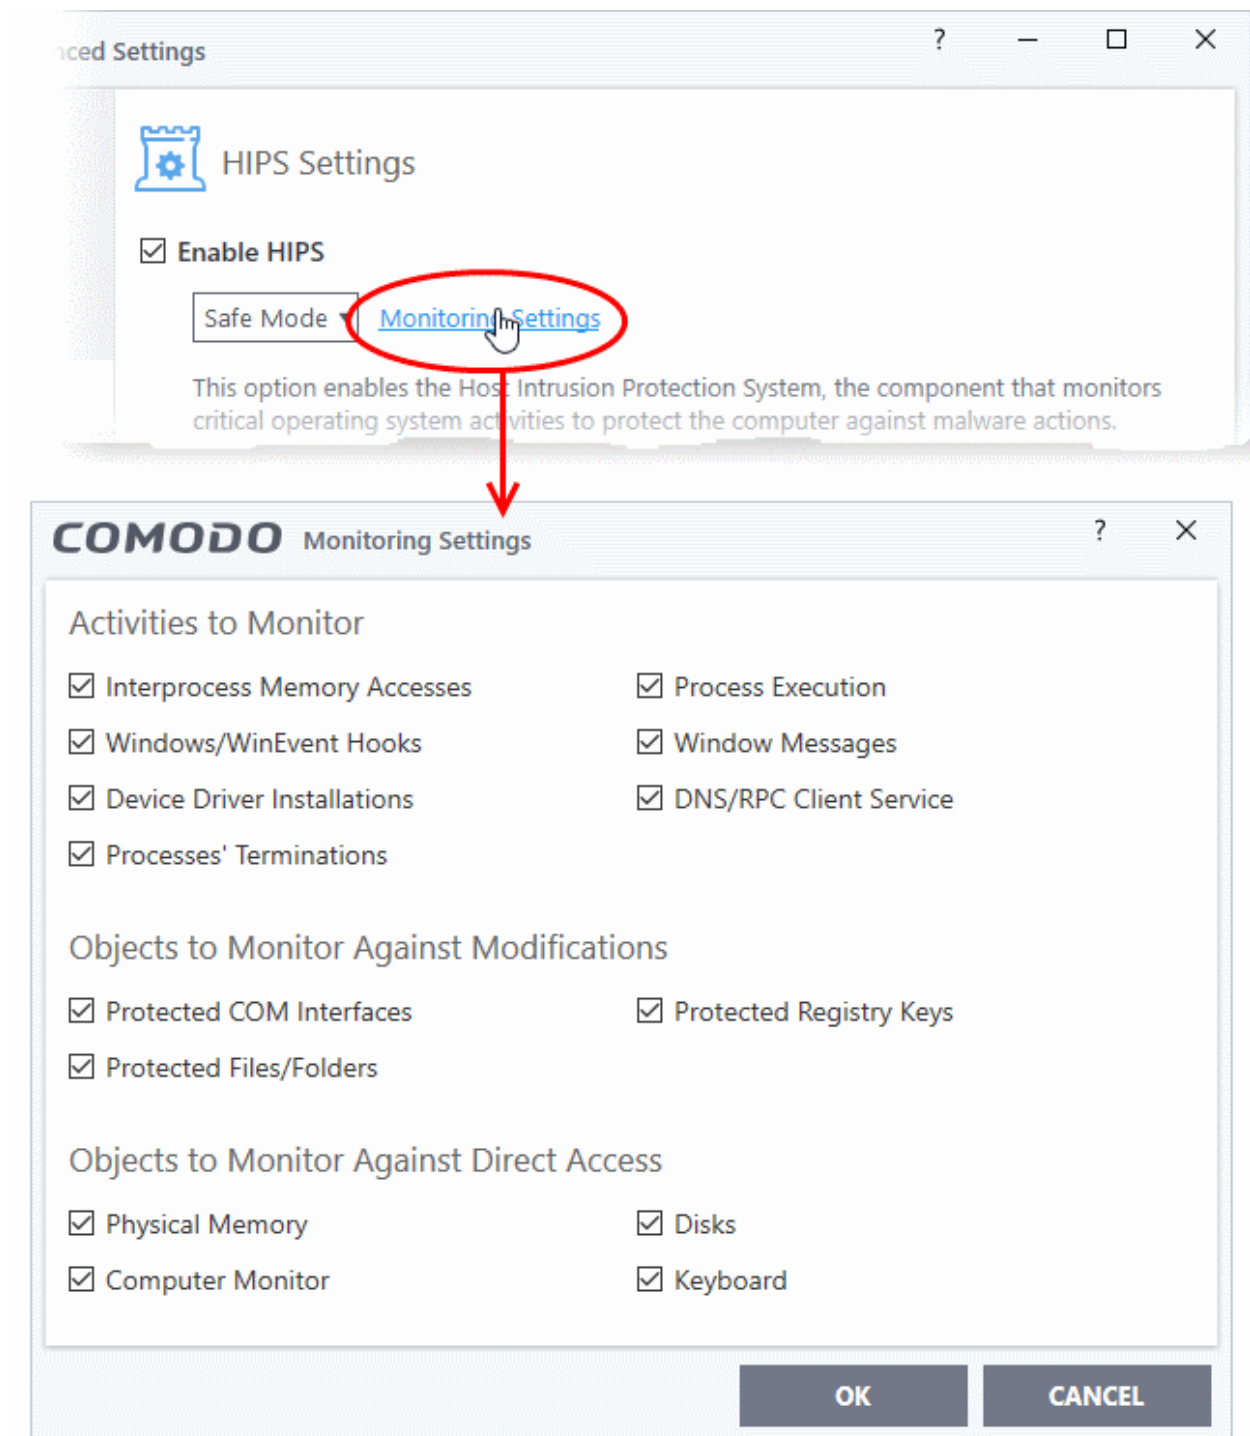 nced Settings
?
HIPS Settings
Enable HIPS
Safe Mode Monitoring Settings
This option enables the Host Intrusion Protection System, the component that monitors
critical operating system activities to protect the computer against malware actions.
COMODO Monitoring Settings ?
Activities to Monitor
Interprocess Memory Accesses Process Execution
Windows/WinEvent Hooks Window Messages
Device Driver Installations DNS/RPC Client Service
Processes' Terminations
Objects to Monitor Against Modifications
Protected COM Interfaces Protected Registry Keys
Protected Files/Folders
Objects to Monitor Against Direct Access
Physical Memory Disks
Computer Monitor Keyboard
OK CANCEL